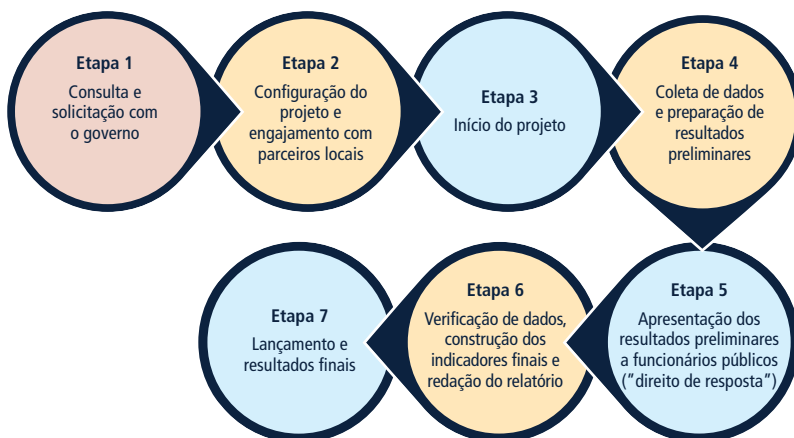 Etapa 1
Consulta e
solicitação com
o governo
Etapa 2
Configuração do
projeto e
engajamento com
parceiros locais
Etapa 3
Início do projeto
Etapa 4
Coleta de dados
e preparação de
resultados
preliminares
Etapa 5
Apresentação dos
resultados preliminares
a funcionários públicos
(”direito de resposta”)
Etapa 6
Verificação de dados,
construção dos
indicadores finais e
redação do relatório
Etapa 7
Lançamento e
resultados finais